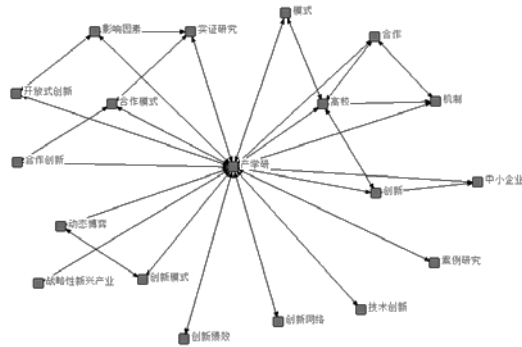 模式
影响因素
实证研究
合作
开放式创新
合作模式
高校
机制
合作创新
产学研
中小企业
创新
动态博弈
案例研究
战略性新兴产业
创新模式
技术创新
创新网络
创新绩效